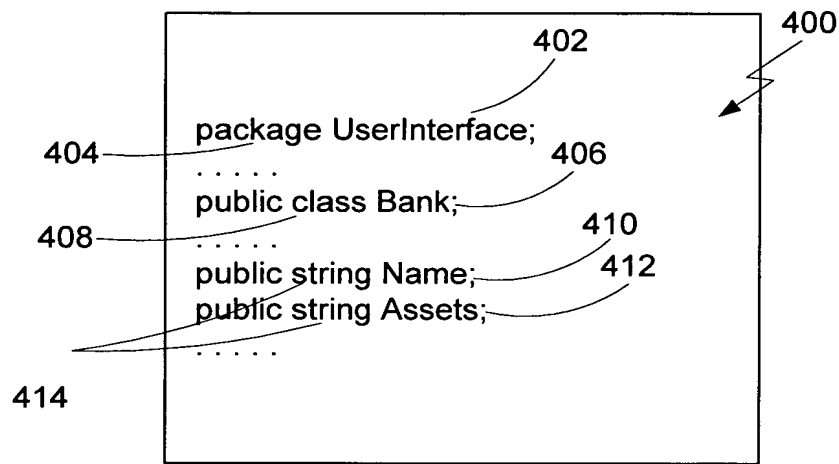 400
402
package UserInterface;
404
. . . . .
406
public class Bank;
408
. . . . .
410
public string Name;
412
public string Assets;
. . . . .
414